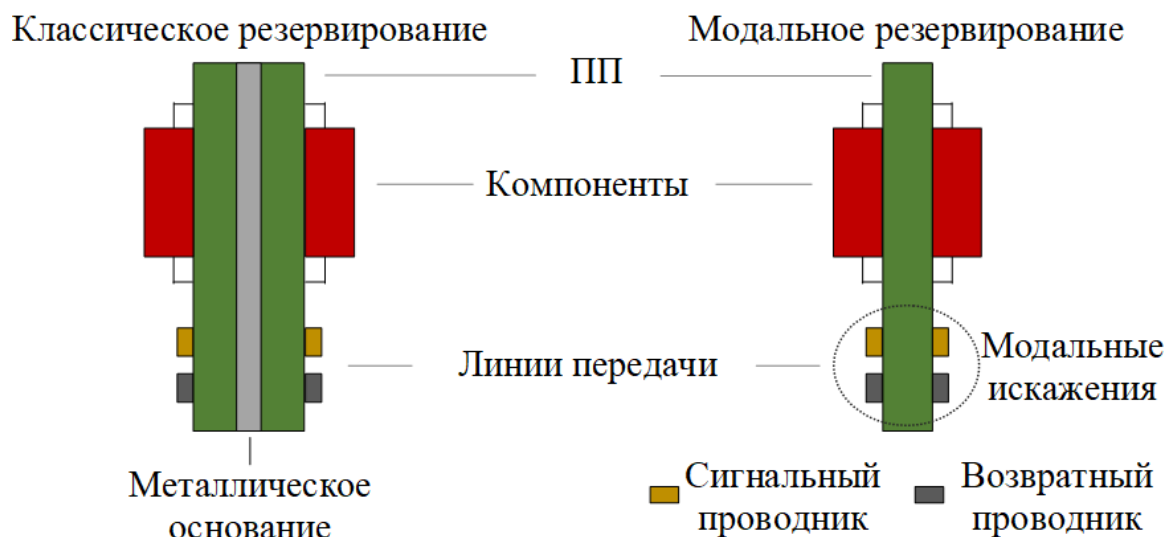 Классическое резервирование
Модальное резервирование
ПП
Компоненты
Линии передачи
Модальные
искажения
Металлическое
основание
Сигнальный
проводник
Возвратный
проводник